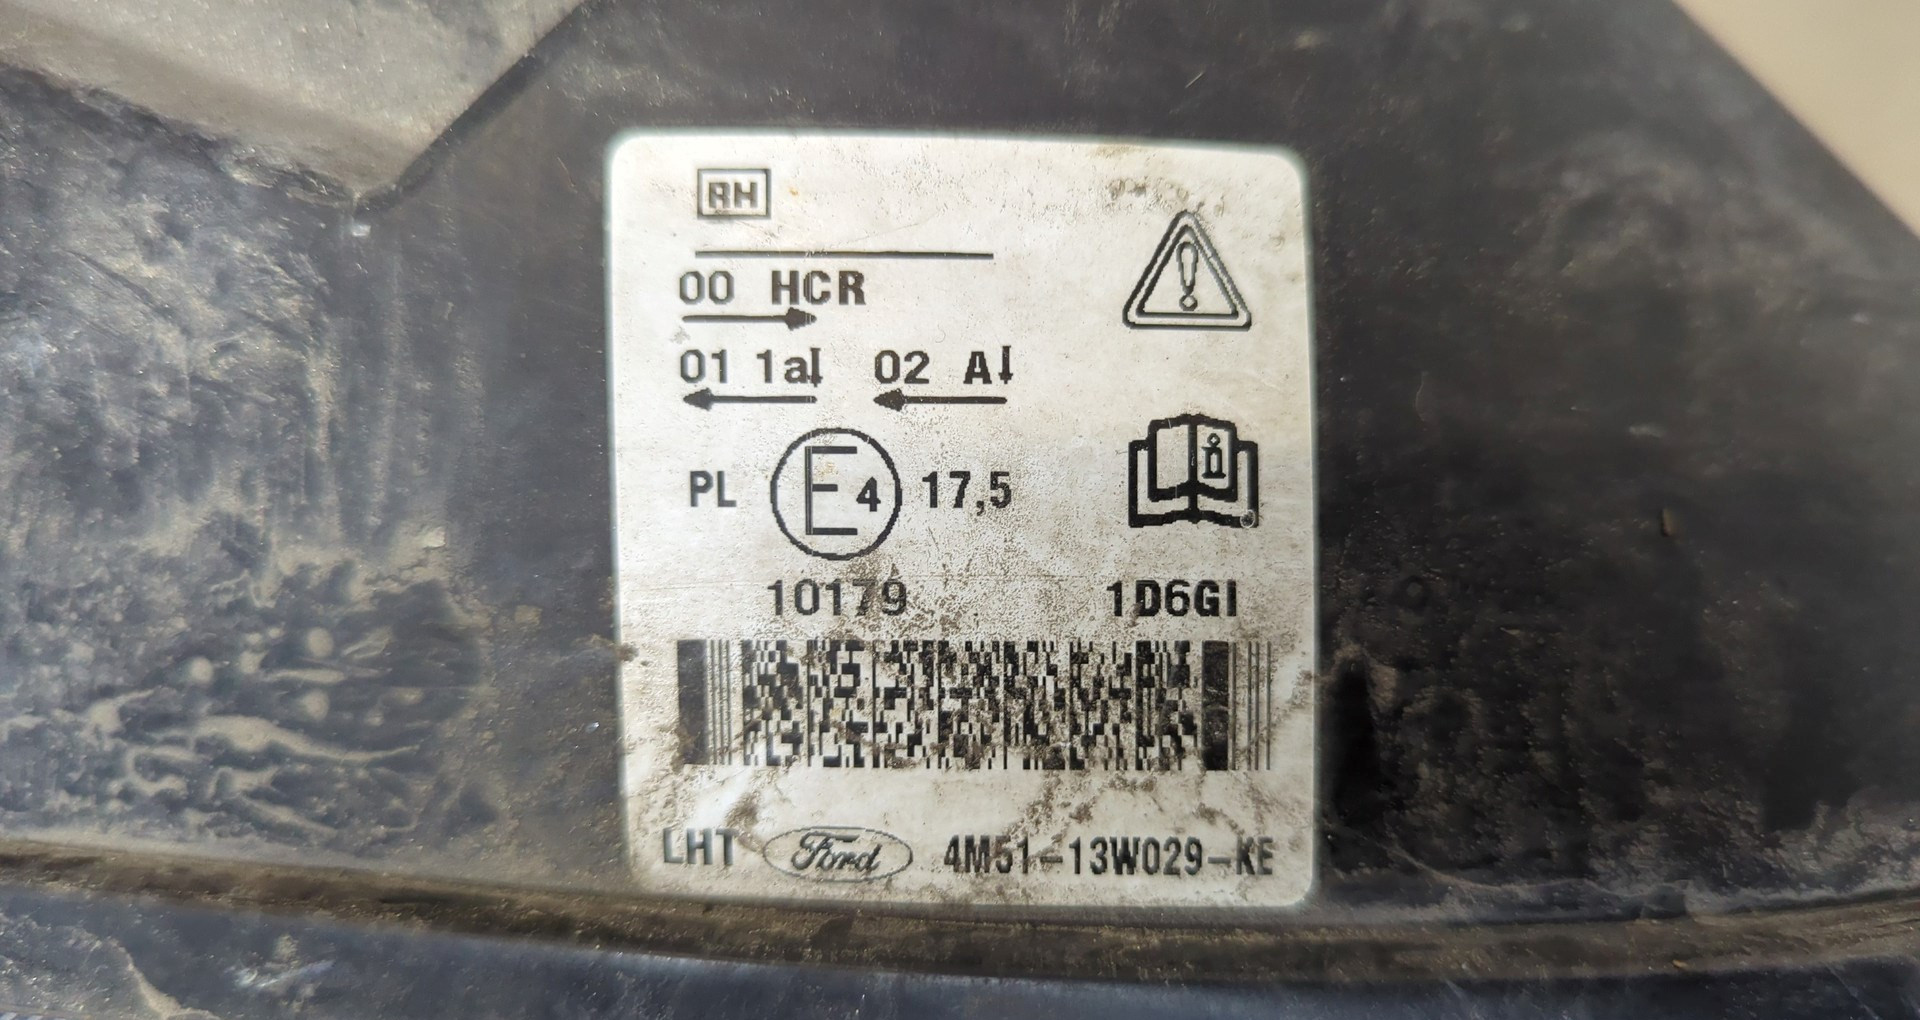 RH
00 HCR
01 1a 02 A
PL E4 17,5
10179 1D6GI
LHT Ford 4M51-13W029-KE